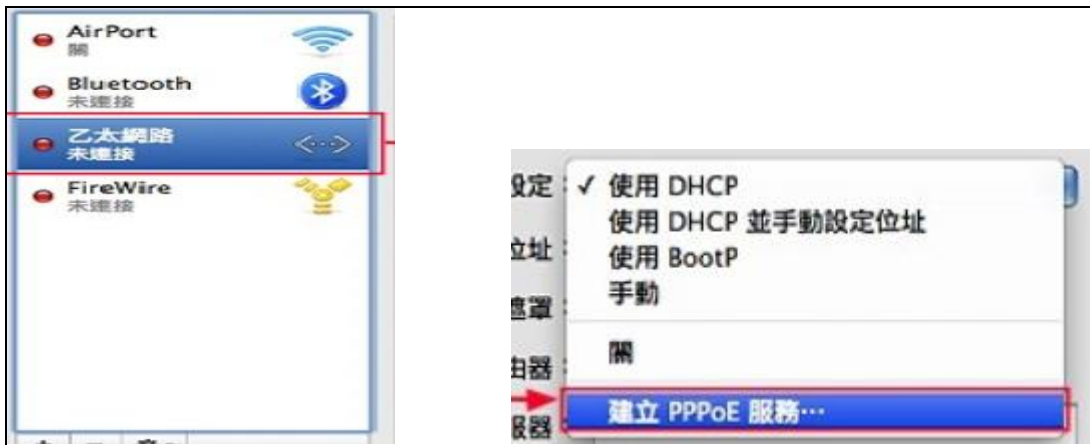 AirPort
關
Bluetooth
未連接
乙太網路
未連接
FireWire
未連接
設定：
✓ 使用 DHCP
使用 DHCP 並手動設定位址
位址：
使用 BootP
手動
遮罩：
關
由器：
建立 PPPoE 服務…
服器